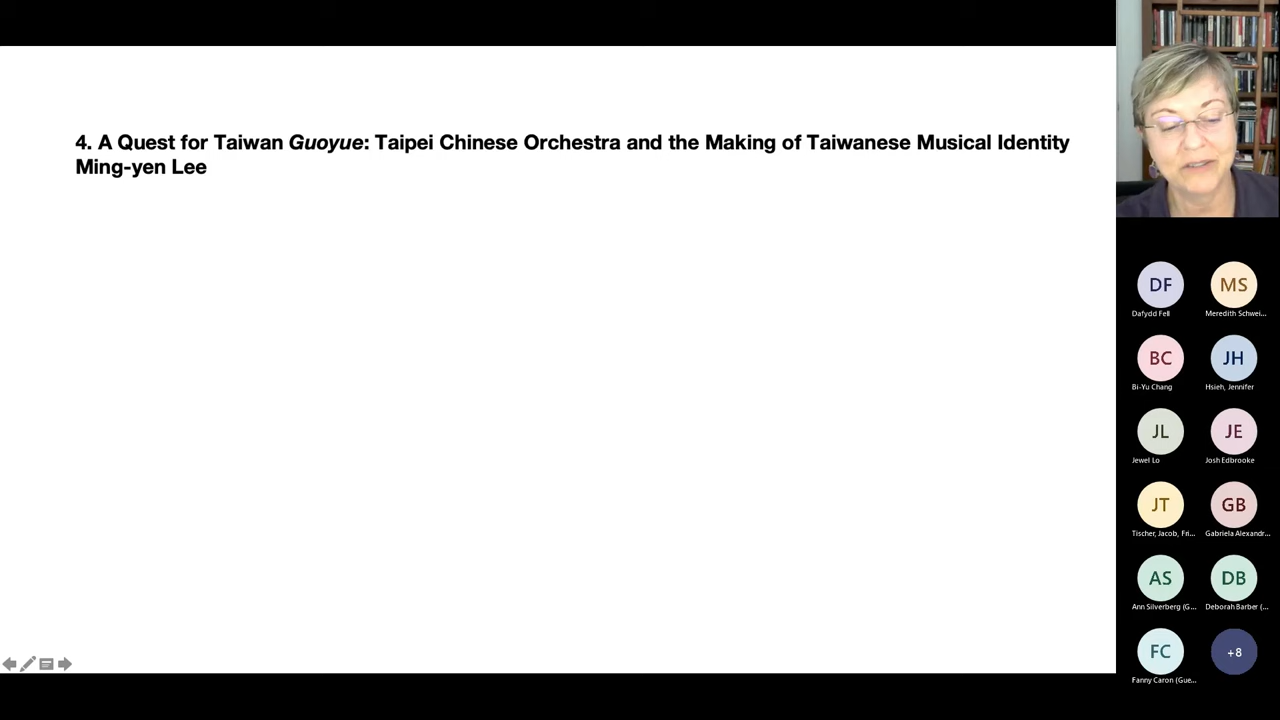 4. A Quest for Taiwan Guoyue: Taipei Chinese Orchestra and the Making of Taiwanese Musical Identity
Ming-yen Lee
DF
MS
Dafydd Fell
Meredith Schwei...
BC
JH
Bi-Yu Chang
Hsieh, Jennifer
JL
JE
Jewel Lo
Josh Edbrooke
JT
GB
Tischer, Jacob, Fri...
Gabriela Alexandr...
AS
DB
Ann Silverberg (G...
Deborah Barber (...
FC
+8
Fanny Caron (Gue...